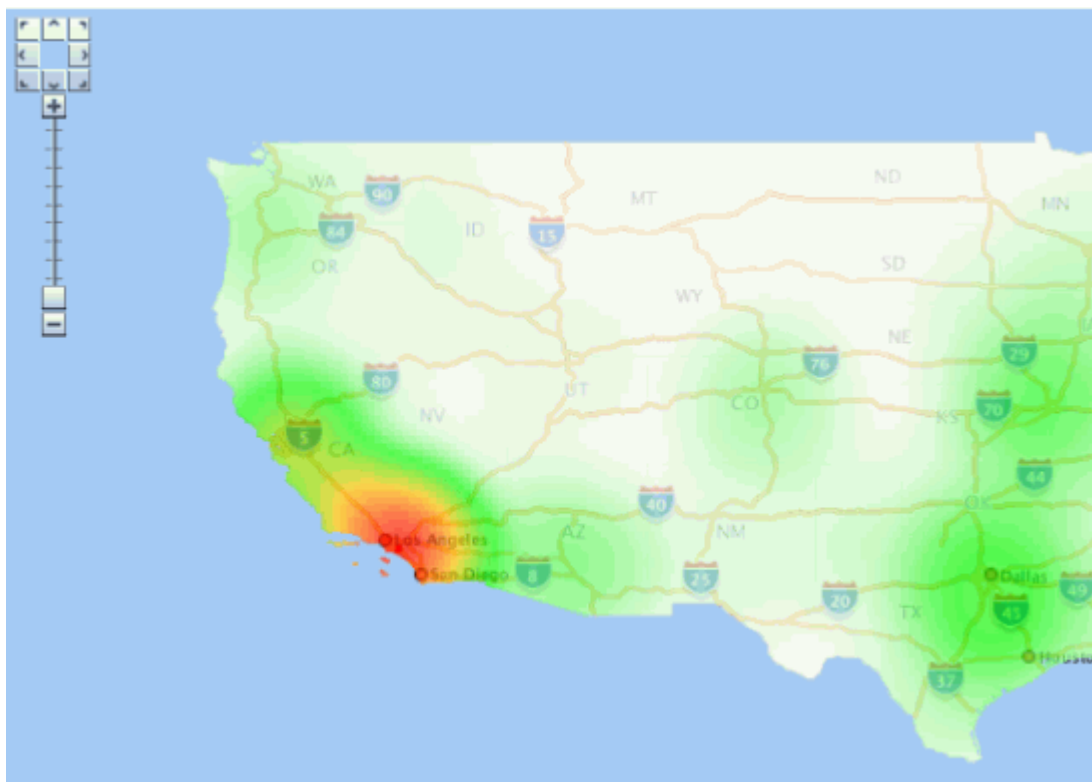 WA
90
MT
ND
MN
84
ID
15
OR
SD
WY
NE
76
29
80
UT
CO
NV
70
KS
5
CA
44
40
OK
Los Angeles
AZ
NM
San Diego
8
25
Dallas
49
20
TX
45
Housto
37